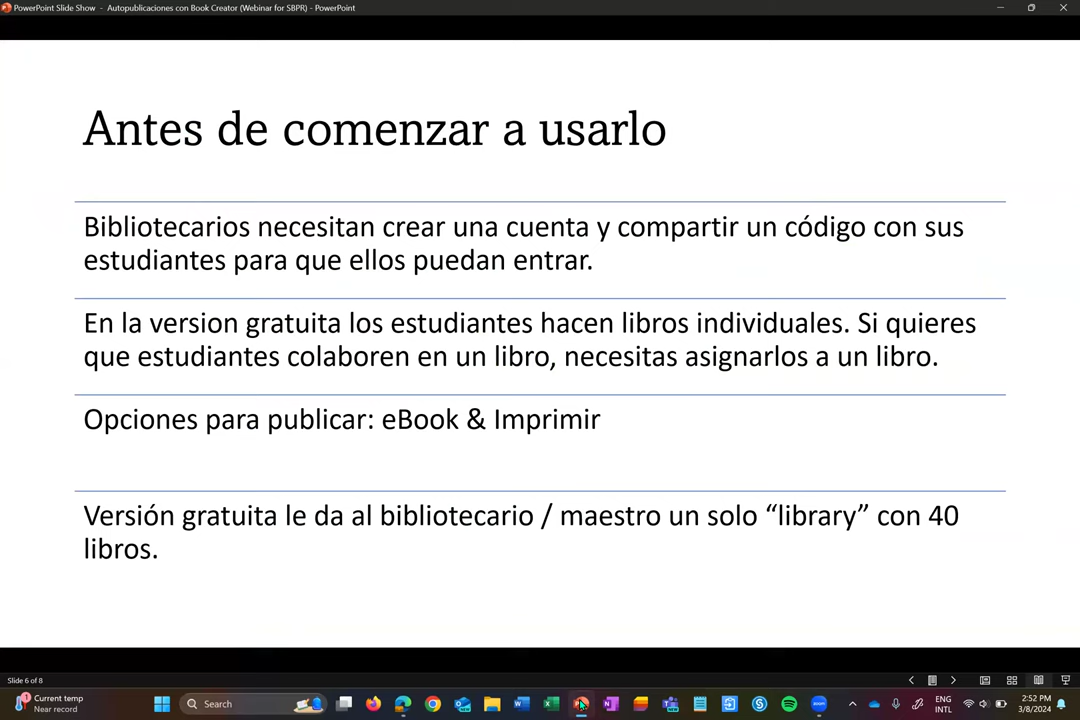 PowerPoint Slide Show - Autopublicaciones con Book Creator (Webinar for SBPR) - PowerPoint
Antes de comenzar a usarlo
Bibliotecarios necesitan crear una cuenta y compartir un código con sus
estudiantes para que ellos puedan entrar.
En la version gratuita los estudiantes hacen libros individuales. Si quieres
que estudiantes colaboren en un libro, necesitas asignarlos a un libro.
Opciones para publicar: eBook & Imprimir
Versión gratuita le da al bibliotecario / maestro un solo “library” con 40
libros.
Slide 6 of 8
1
Current temp
Near record
Search
ENG
INTL
2:52 PM
3/8/2024